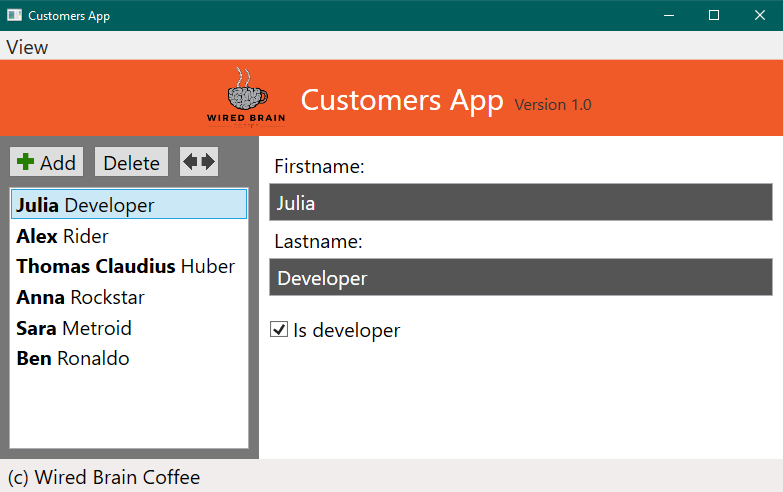 Customers App
View
WIRED BRAIN
Customers App Version 1.0
Add Delete
Julia Developer
Alex Rider
Thomas Claudius Huber
Anna Rockstar
Sara Metroid
Ben Ronaldo
Firstname:
Julia
Lastname:
Developer
Is developer
(c) Wired Brain Coffee